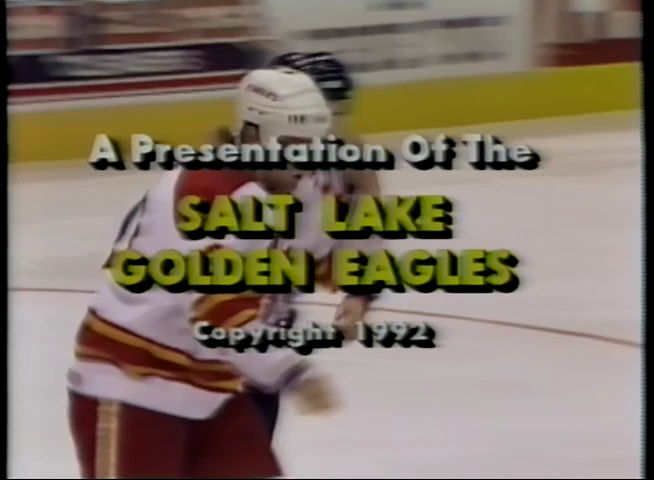 A Presentation Of The
SALT LAKE
GOLDEN EAGLES
Copyright 1992